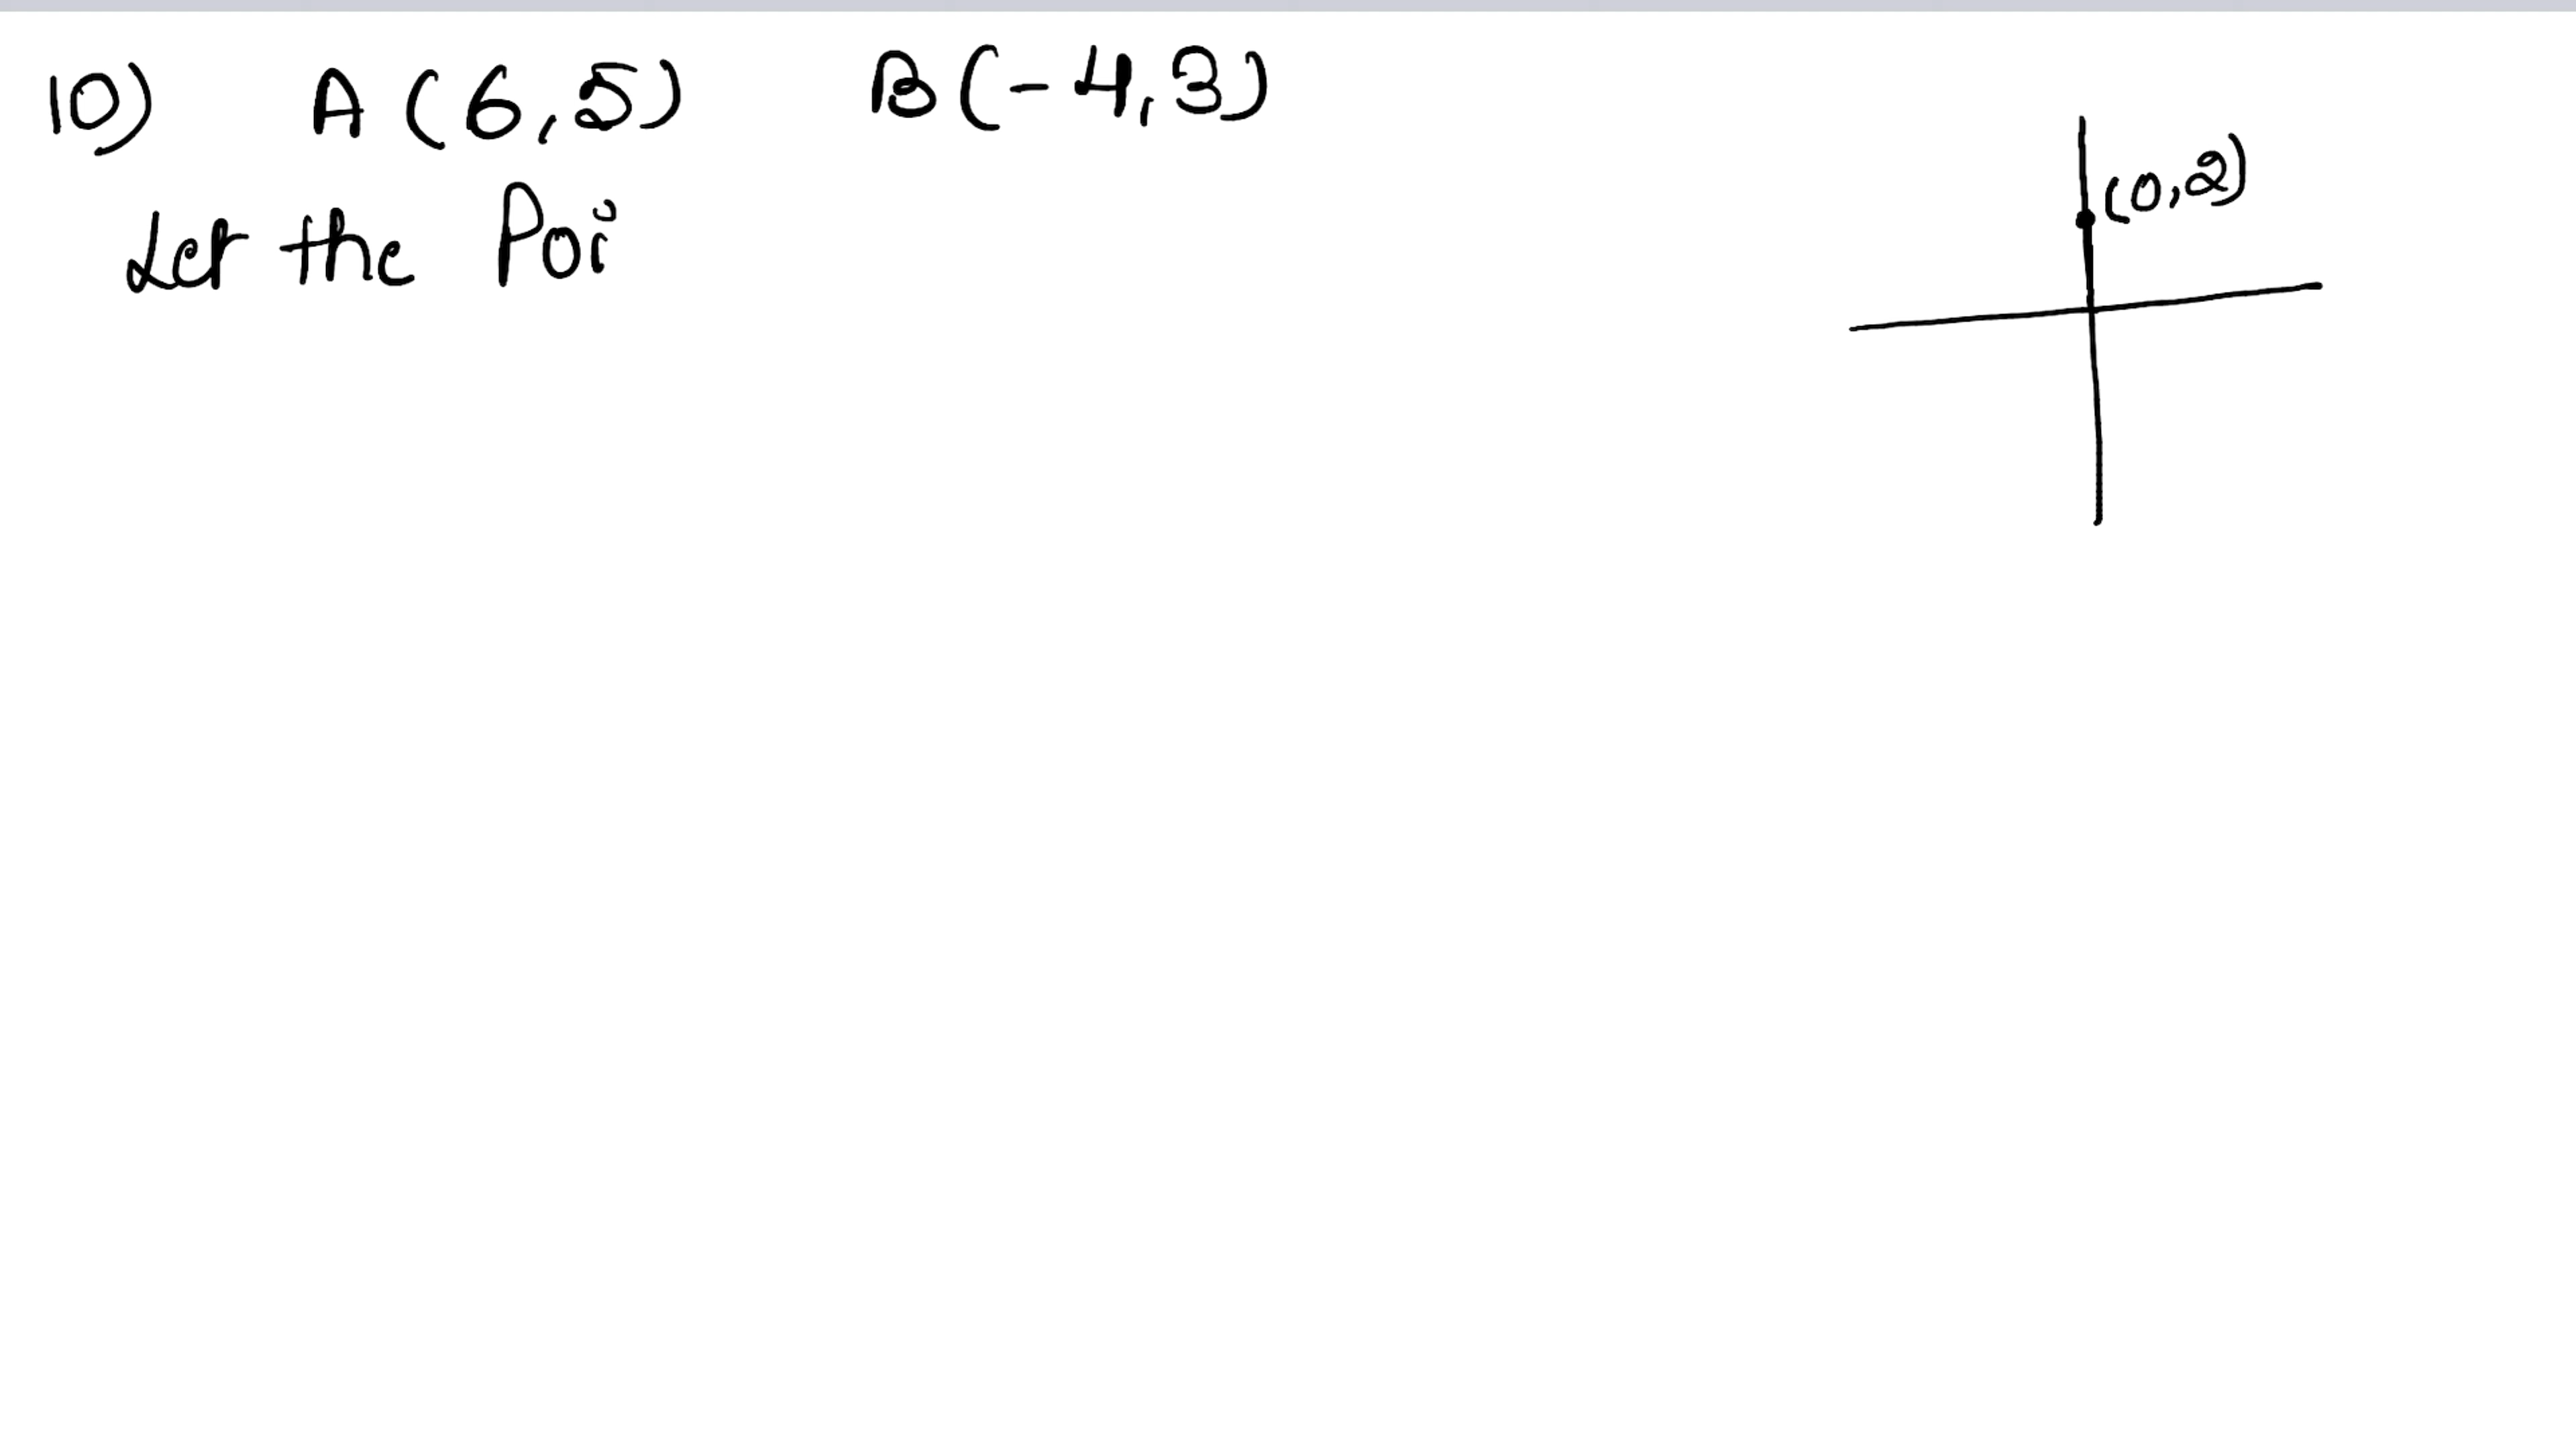 10) A (6,5) B(-4,3)
(0,2)
Let the Poi